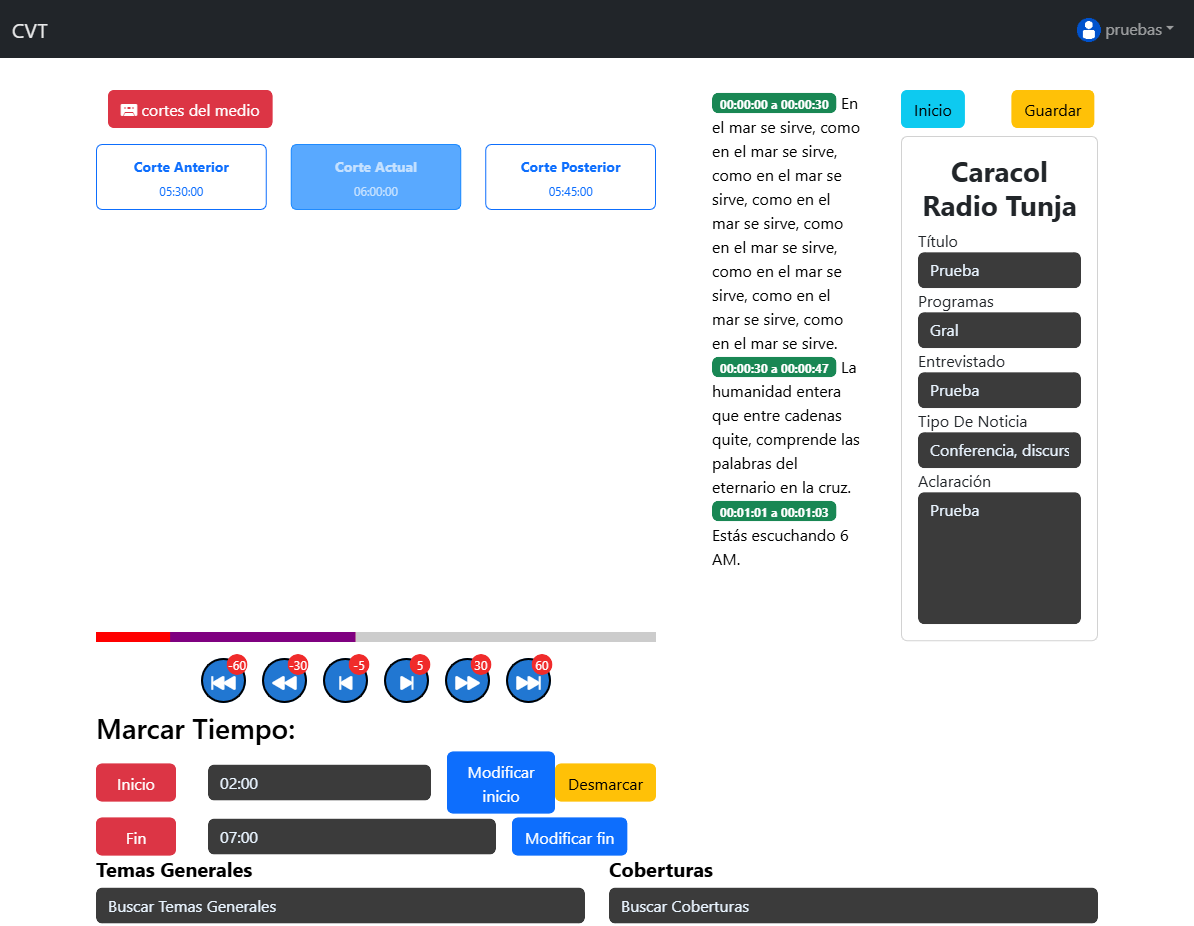 CVT
pruebas
cortes del medio
Corte Anterior
05:30:00
Corte Actual
06:00:00
Corte Posterior
05:45:00
-60
-30
-5
5
30
60
Marcar Tiempo:
Inicio
02:00
Modificar
inicio
Desmarcar
Fin
07:00
Modificar fin
00:00:00 a 00:00:30 En
el mar se sirve, como
en el mar se sirve,
como en el mar se
sirve, como en el
mar se sirve, como
en el mar se sirve,
como en el mar se
sirve, como en el
mar se sirve, como
en el mar se sirve.
00:00:30 a 00:00:47 La
humanidad entera
que entre cadenas
quite, comprende las
palabras del
eternario en la cruz.
00:01:01 a 00:01:03
Estás escuchando 6
AM.
Inicio
Guardar
Caracol
Radio Tunja
Título
Prueba
Programas
Gral
Entrevistado
Prueba
Tipo De Noticia
Conferencia, discurs
Aclaración
Prueba
Temas Generales
Buscar Temas Generales
Coberturas
Buscar Coberturas